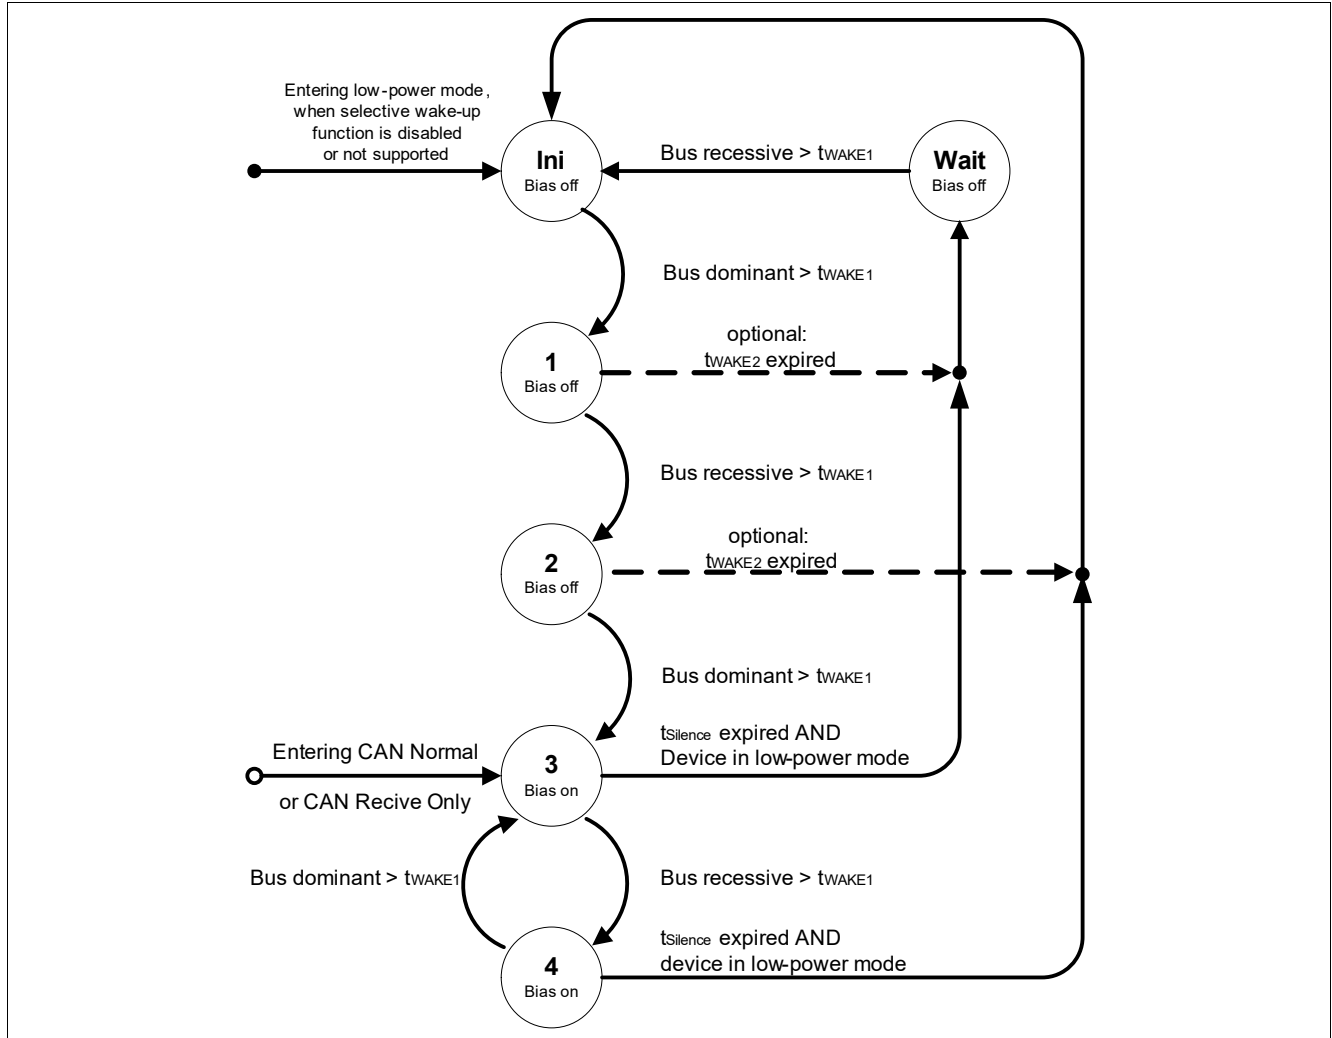 Entering low-power mode,
when selective wake-up
function is disabled
or not supported
Ini
Bias off
Bus recessive > tWAKE1
Wait
Bias off
Bus dominant > tWAKE1
optional:
tWAKE2 expired
1
Bias off
Bus recessive > tWAKE1
optional:
tWAKE2 expired
2
Bias off
Bus dominant > tWAKE1
tSilence expired AND
Device in low-power mode
Entering CAN Normal
or CAN Recive Only
3
Bias on
Bus dominant > tWAKE1
Bus recessive > tWAKE1
tSilence expired AND
device in low-power mode
4
Bias on